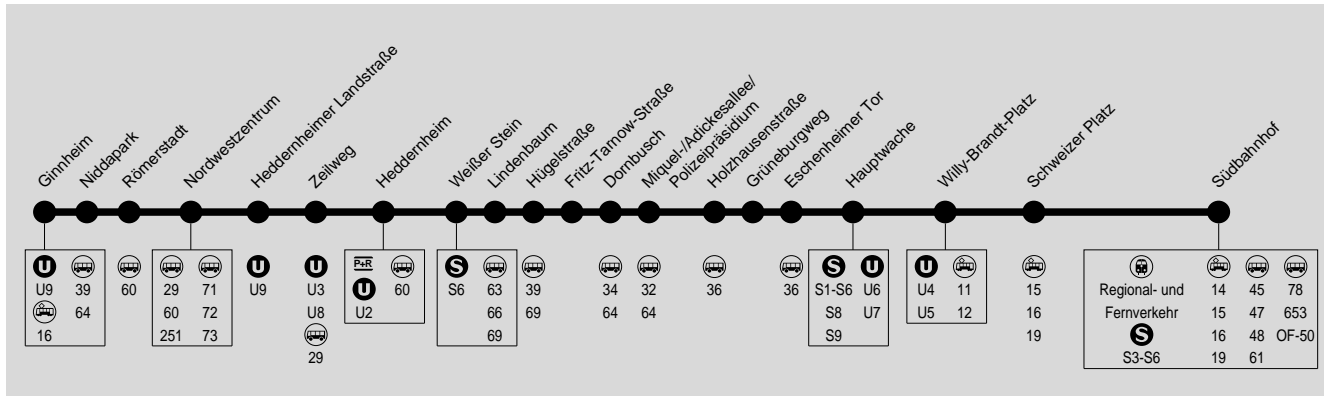 Ginnheim
Niddapark
Römerstadt
Nordwestzentrum
Heddernheimer Landstraße
Zeilweg
Heddernheim
Weißer Stein
Lindenbaum
Hügelstraße
Fritz-Tarnow-Straße
Dornbusch
Miquel-/Adickesallee/
Polizeipräsidium
Holzhausenstraße
Grüneburgweg
Eschenheimer Tor
Hauptwache
Willy-Brandt-Platz
Schweizer Platz
Südbahnhof
U
U9
16
39
64
60
29 71
60 72
251 73
U
U9
U
U3
U8
29
P+R
U
U2
60
S
S6
63
66
69
39
69
34
64
32
64
36
36
S U
S1-S6 U6
S8 U7
S9
U
U4 11
U5 12
15
16
19
Regional- und
Fernverkehr
S
S3-S6
14 45 78
15 47 653
16 48 OF-50
19 61